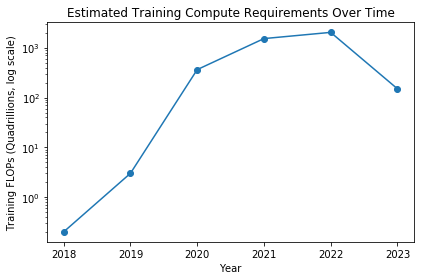 Estimated Training Compute Requirements Over Time
Training FLOPs (Quadrillions, log scale)
10³
10²
10¹
10⁰
2018 2019 2020 2021 2022 2023
Year